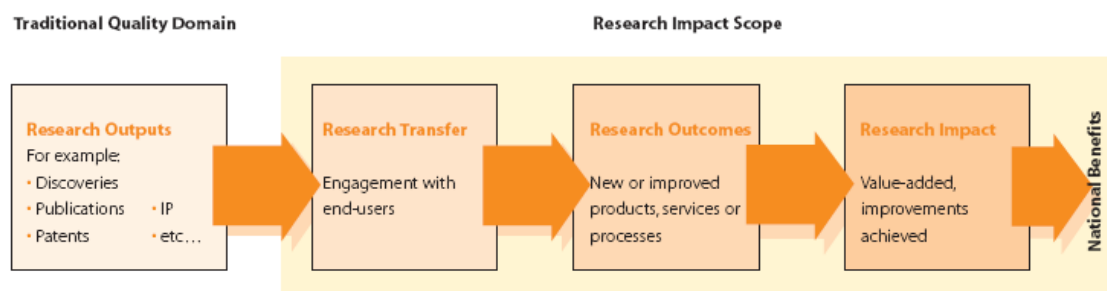 Traditional Quality Domain
Research Impact Scope
Research Outputs
For example:
• Discoveries
• Publications • IP
• Patents • etc...
Research Transfer
Engagement with
end-users
Research Outcomes
New or improved
products, services or
processes
Research Impact
Value-added,
improvements
achieved
National Benefits